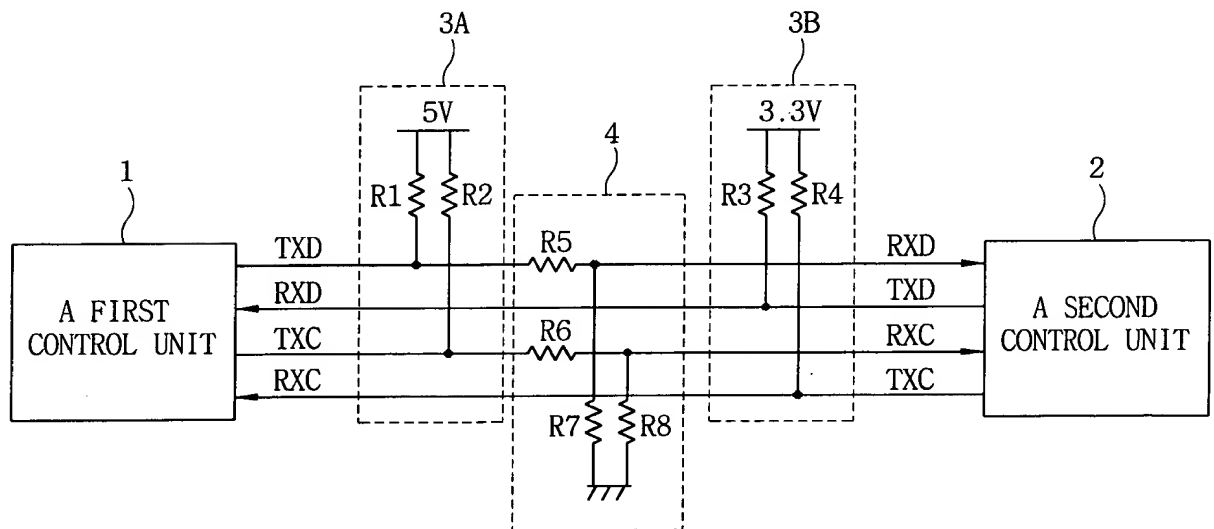 3A
3B
5V
3.3V
4
1
2
R1
R2
R3
R4
TXD
R5
RXD
RXD
TXD
A FIRST
CONTROL UNIT
A SECOND
CONTROL UNIT
TXC
R6
RXC
RXC
TXC
R7
R8